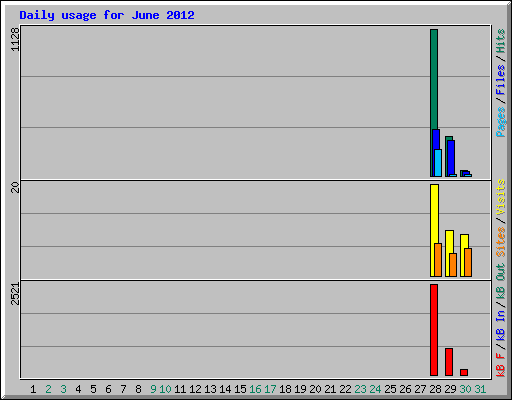 Daily usage for June 2012
1128
20
2521
Pages/Files/Hits
Sites/Visits
kB F/kB In/kB Out
1 2 3 4 5 6 7 8 9 10 11 12 13 14 15 16 17 18 19 20 21 22 23 24 25 26 27 28 29 30 31